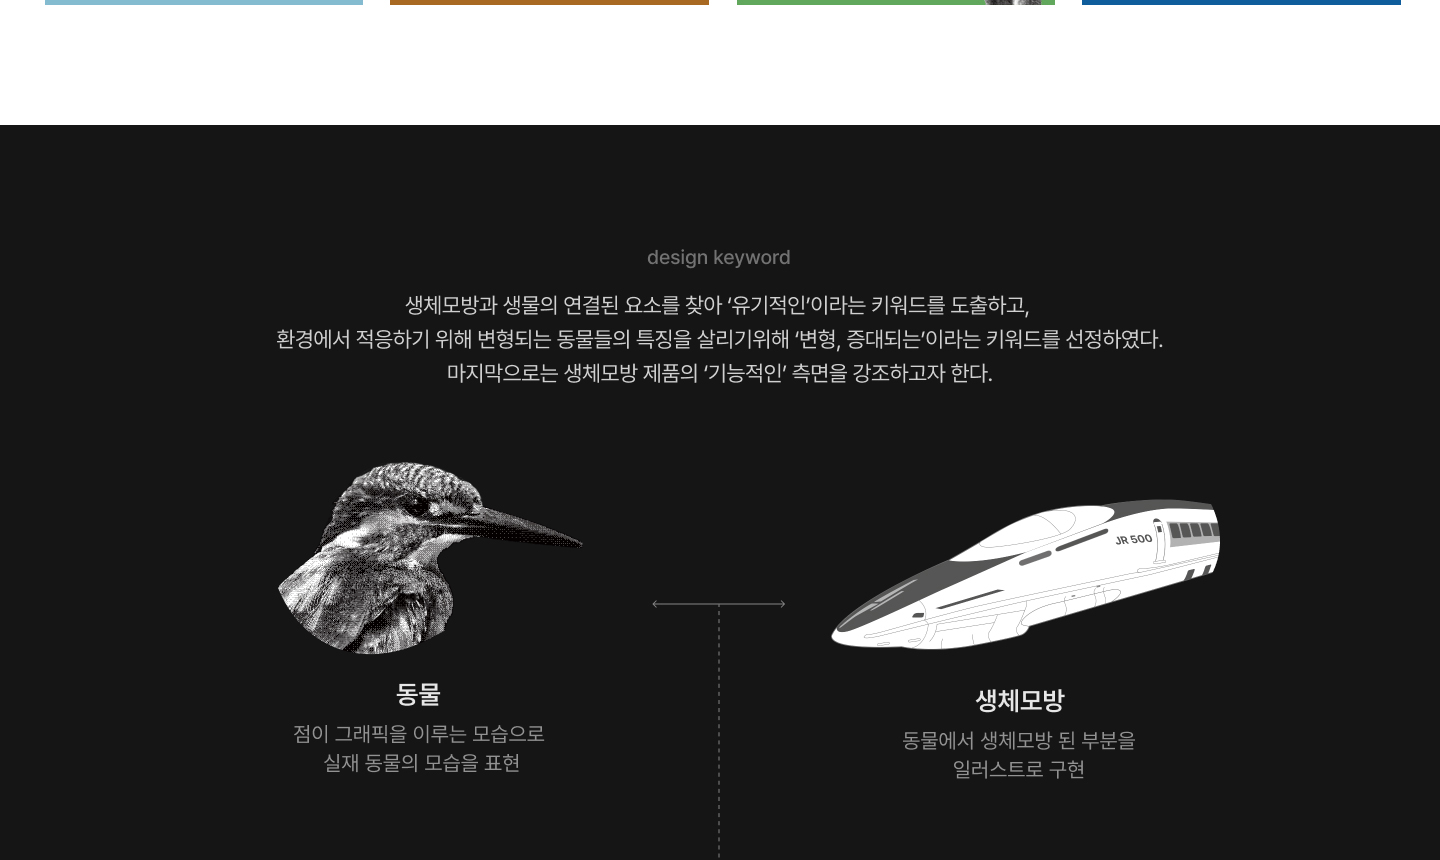 design keyword
생체모방과 생물의 연결된 요소를 찾아 ‘유기적인’이라는 키워드를 도출하고,
환경에서 적응하기 위해 변형되는 동물들의 특징을 살리기위해 ‘변형, 증대되는’이라는 키워드를 선정하였다.
마지막으로는 생체모방 제품의 ‘기능적인’ 측면을 강조하고자 한다.
JR 500
동물
점이 그래픽을 이루는 모습으로
실재 동물의 모습을 표현
생체모방
동물에서 생체모방 된 부분을
일러스트로 구현